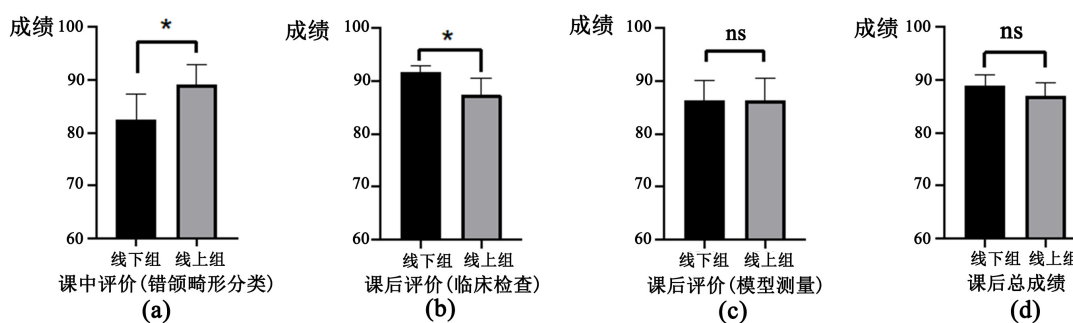 成绩
100
90
80
70
60
*
线下组 线上组
课中评价(错颌畸形分类)
(a)
成绩
100
90
80
70
60
*
线下组 线上组
课后评价(临床检查)
(b)
成绩
100
90
80
70
60
ns
线下组 线上组
课后评价(模型测量)
(c)
成绩
100
90
80
70
60
ns
线下组 线上组
课后总成绩
(d)